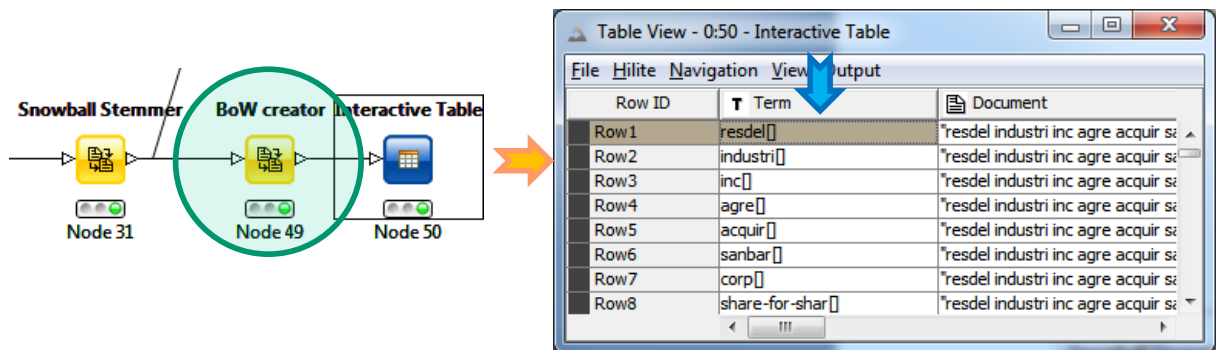 Snowball Stemmer
BoW creator
Interactive Table
Node 31
Node 49
Node 50
Table View - 0:50 - Interactive Table
File Hilite Navigation View Output
Row ID T Term Document
Row1 resdel[] "resdel industri inc agre acquir sa
Row2 industri[] "resdel industri inc agre acquir sa
Row3 inc[] "resdel industri inc agre acquir sa
Row4 agre[] "resdel industri inc agre acquir sa
Row5 acquir[] "resdel industri inc agre acquir sa
Row6 sanbar[] "resdel industri inc agre acquir sa
Row7 corp[] "resdel industri inc agre acquir sa
Row8 share-for-shar[] "resdel industri inc agre acquir sa